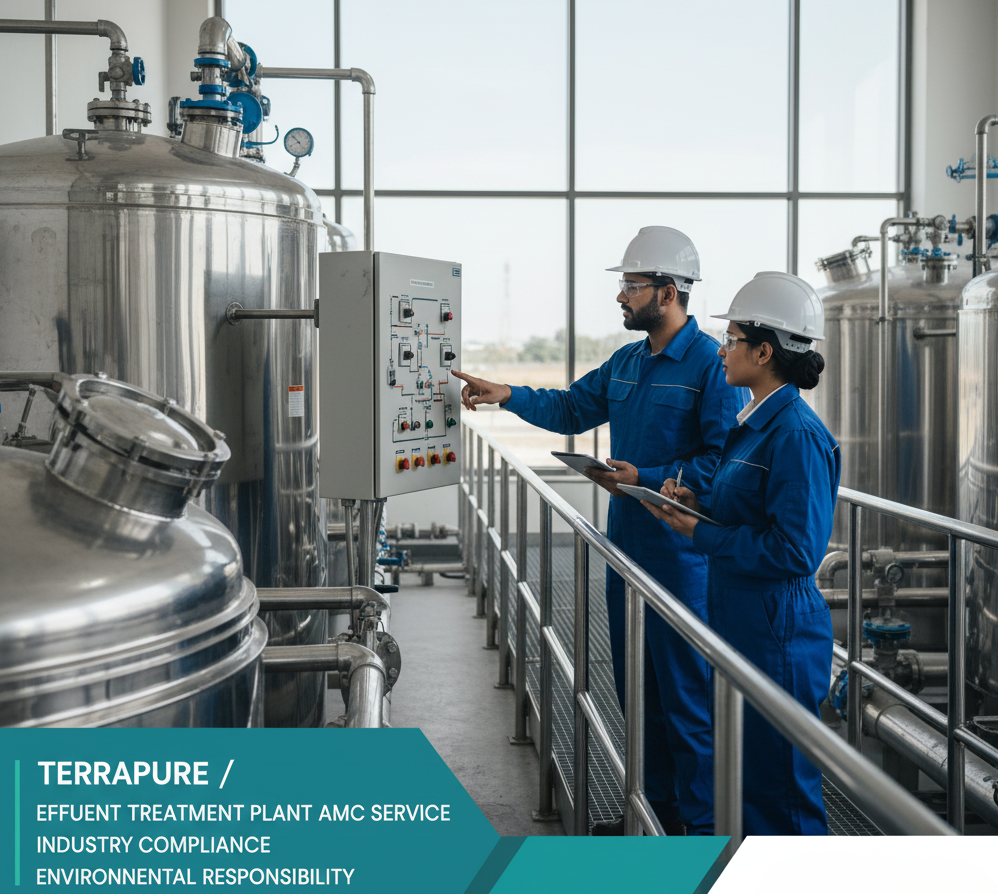 TERRAPURE /
EFFUENT TREATMENT PLANT AMC SERVICE
INDUSTRY COMPLIANCE
ENVIRONNENTAL RESPONSIBILITY